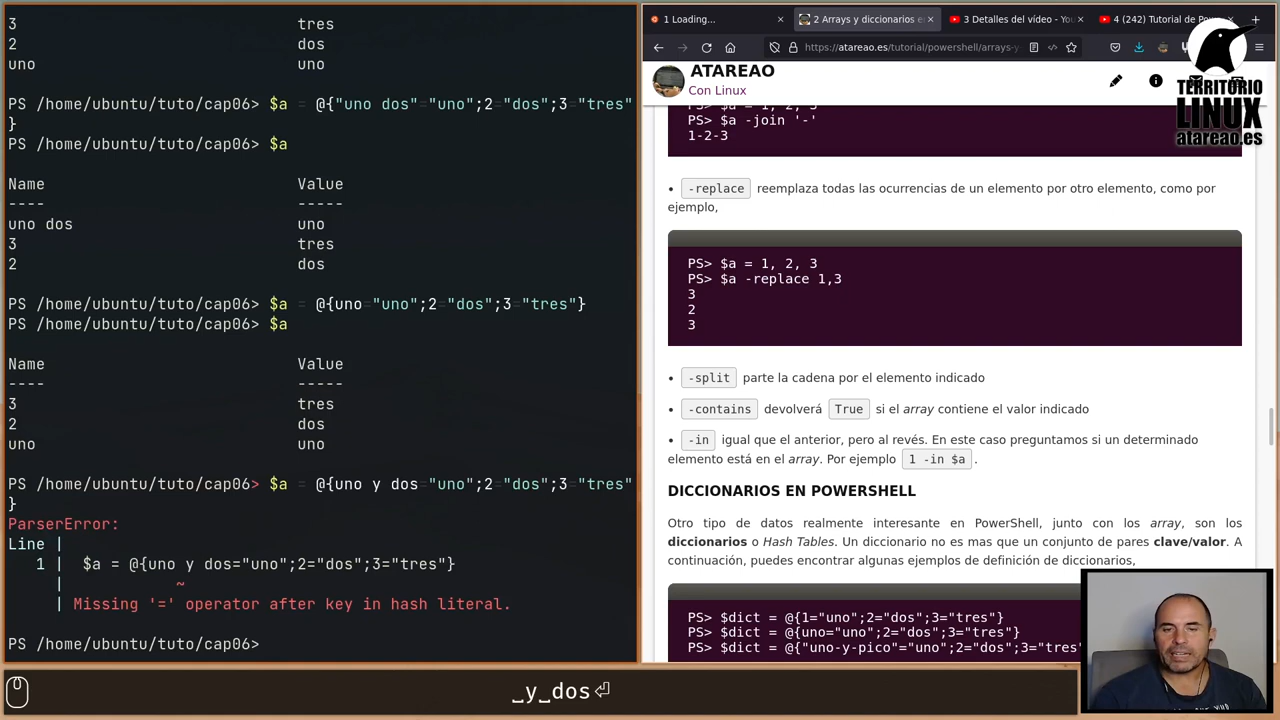 3 tres
2 dos
uno uno
PS /home/ubuntu/tuto/cap06> $a = @{"uno dos"="uno";2="dos";3="tres"
}
PS /home/ubuntu/tuto/cap06> $a
Name Value
---- -----
uno dos uno
3 tres
2 dos
PS /home/ubuntu/tuto/cap06> $a = @{uno="uno";2="dos";3="tres"}
PS /home/ubuntu/tuto/cap06> $a
Name Value
---- -----
3 tres
2 dos
uno uno
PS /home/ubuntu/tuto/cap06> $a = @{uno y dos="uno";2="dos";3="tres"
}
ParserError:
Line |
1 | $a = @{uno y dos="uno";2="dos";3="tres"}
| ~
| Missing '=' operator after key in hash literal.
PS /home/ubuntu/tuto/cap06>
␣y␣dos⏎
1 Loading...
2 Arrays y diccionarios e
3 Detalles del vídeo - You
4 (242) Tutorial de Powe
https://atareao.es/tutorial/powershell/arrays-y
ATAREAO
Con Linux
TERRITORIO
LINUX
atareao.es
PS> $a = 1, 2, 3
PS> $a -join '-'
1-2-3
• -replace reemplaza todas las ocurrencias de un elemento por otro elemento, como por
ejemplo,
PS> $a = 1, 2, 3
PS> $a -replace 1,3
3
2
3
• -split parte la cadena por el elemento indicado
• -contains devolverá True si el array contiene el valor indicado
• -in igual que el anterior, pero al revés. En este caso preguntamos si un determinado
elemento está en el array. Por ejemplo 1 -in $a .
DICCIONARIOS EN POWERSHELL
Otro tipo de datos realmente interesante en PowerShell, junto con los array, son los
diccionarios o Hash Tables. Un diccionario no es mas que un conjunto de pares clave/valor. A
continuación, puedes encontrar algunas ejemplos de definición de diccionarios,
PS> $dict = @{1="uno";2="dos";3="tres"}
PS> $dict = @{uno="uno";2="dos";3="tres"}
PS> $dict = @{"uno-y-pico"="uno";2="dos";3="tres"